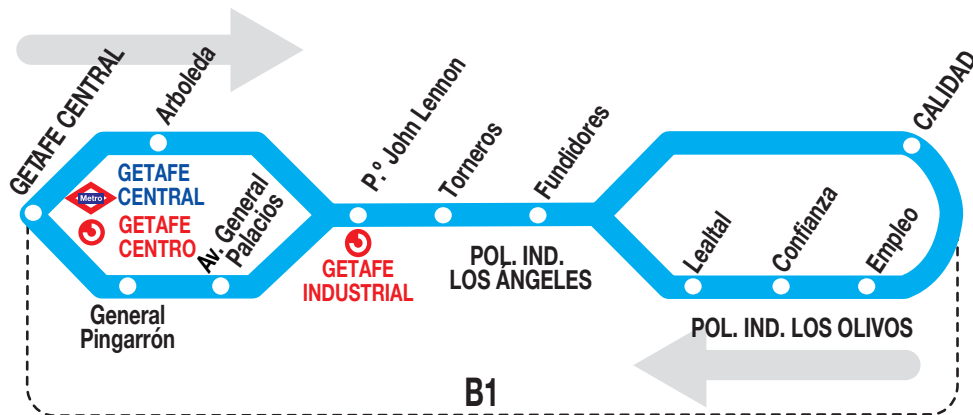 GETAFE CENTRAL
Arboleda
Metro
GETAFE
CENTRAL
GETAFE
CENTRO
Av. General
Palacios
General
Pingarrón
P.º John Lennon
GETAFE
INDUSTRIAL
Torneros
Fundidores
POL. IND.
LOS ÁNGELES
CALIDAD
Lealtal
Confianza
Empleo
POL. IND. LOS OLIVOS
B1